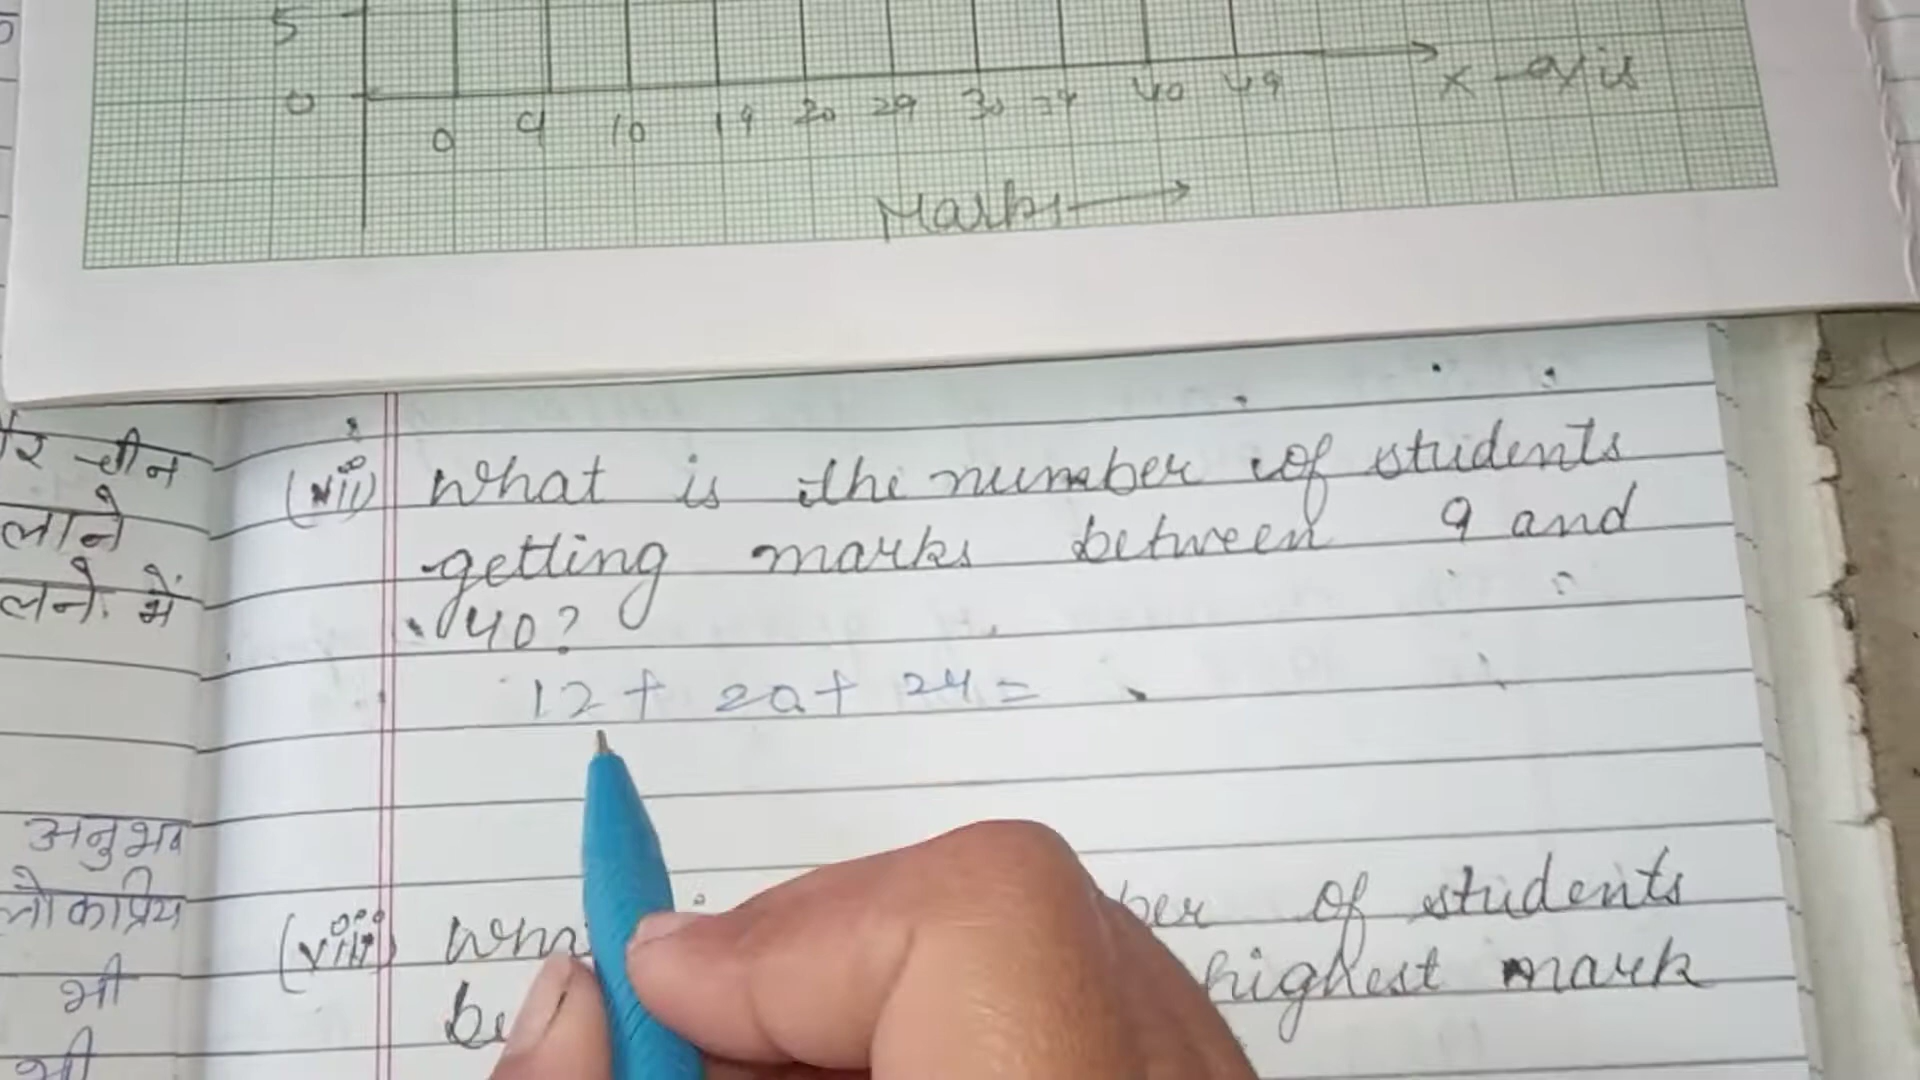 5
0
0 9 10 19 20 29 30 39 40 49 x-axis
Marks
र चीन
लाने
लने में
अनुभव
लोकप्रिय
भी
भी
(vii) What is the number of students
getting marks between 9 and
40?
12 + 20 + 24 =
(viii) of students
highest mark